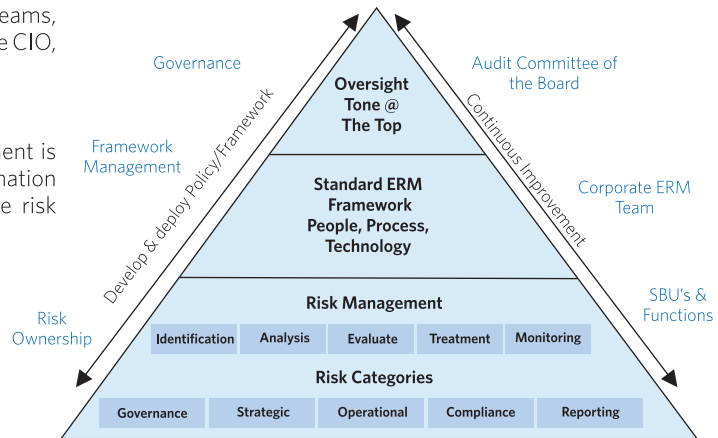 eams,
e CIO,
ent is
nation
e risk
Governance
Audit Committee of
the Board
Oversight
Tone @
The Top
Develop & deploy Policy/Framework
Continuous Improvement
Framework
Management
Standard ERM
Framework
People, Process,
Technology
Corporate ERM
Team
Risk
Ownership
SBU's &
Functions
Risk Management
Identification Analysis Evaluate Treatment Monitoring
Risk Categories
Governance Strategic Operational Compliance Reporting